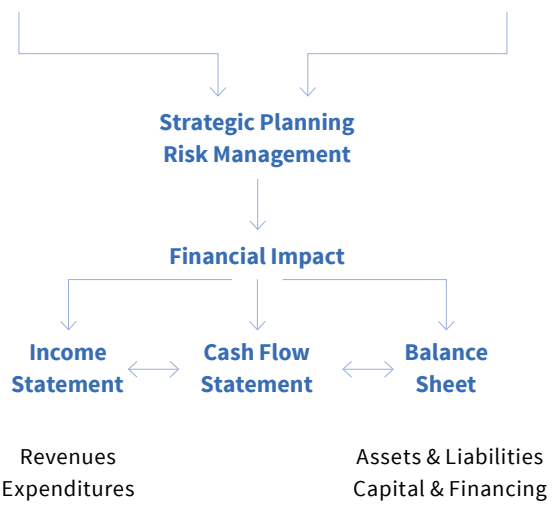 Strategic Planning
Risk Management
Financial Impact
Income
Statement
Cash Flow
Statement
Balance
Sheet
Revenues
Expenditures
Assets & Liabilities
Capital & Financing